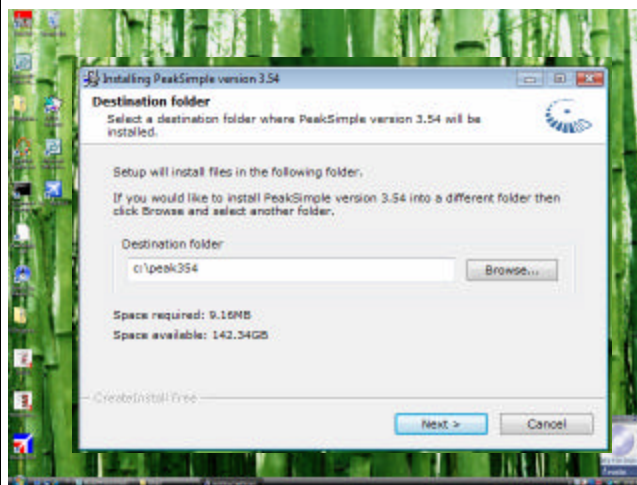 Installing PeakSimple version 3.54
Destination folder
Select a destination folder where PeakSimple version 3.54 will be
installed.
Setup will install files in the following folder.
If you would like to install PeakSimple version 3.54 into a different folder then
click Browse and select another folder.
Destination folder
c:\peak354
Browse...
Space required: 9.16MB
Space available: 142.34GB
CreateInstall Free
Next >
Cancel